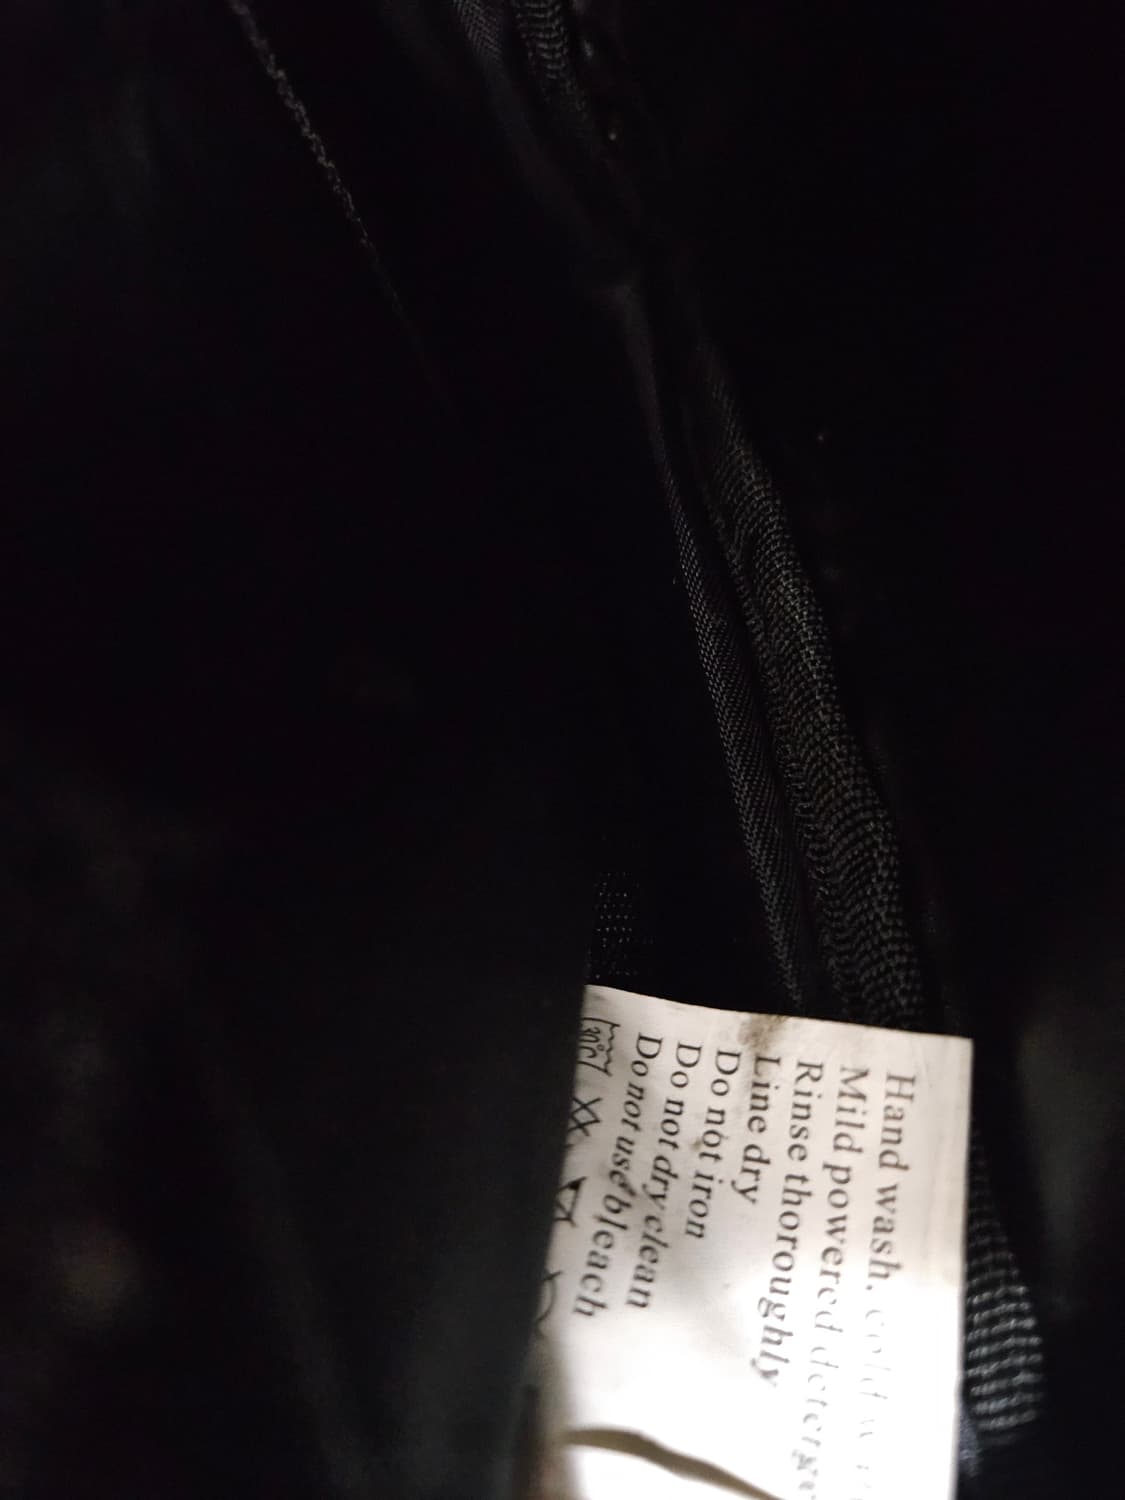 Hand wash, cold
Mild powered
Rinse thoroughly
Line dry
Do not iron
Do not dry clean
Do not use bleach